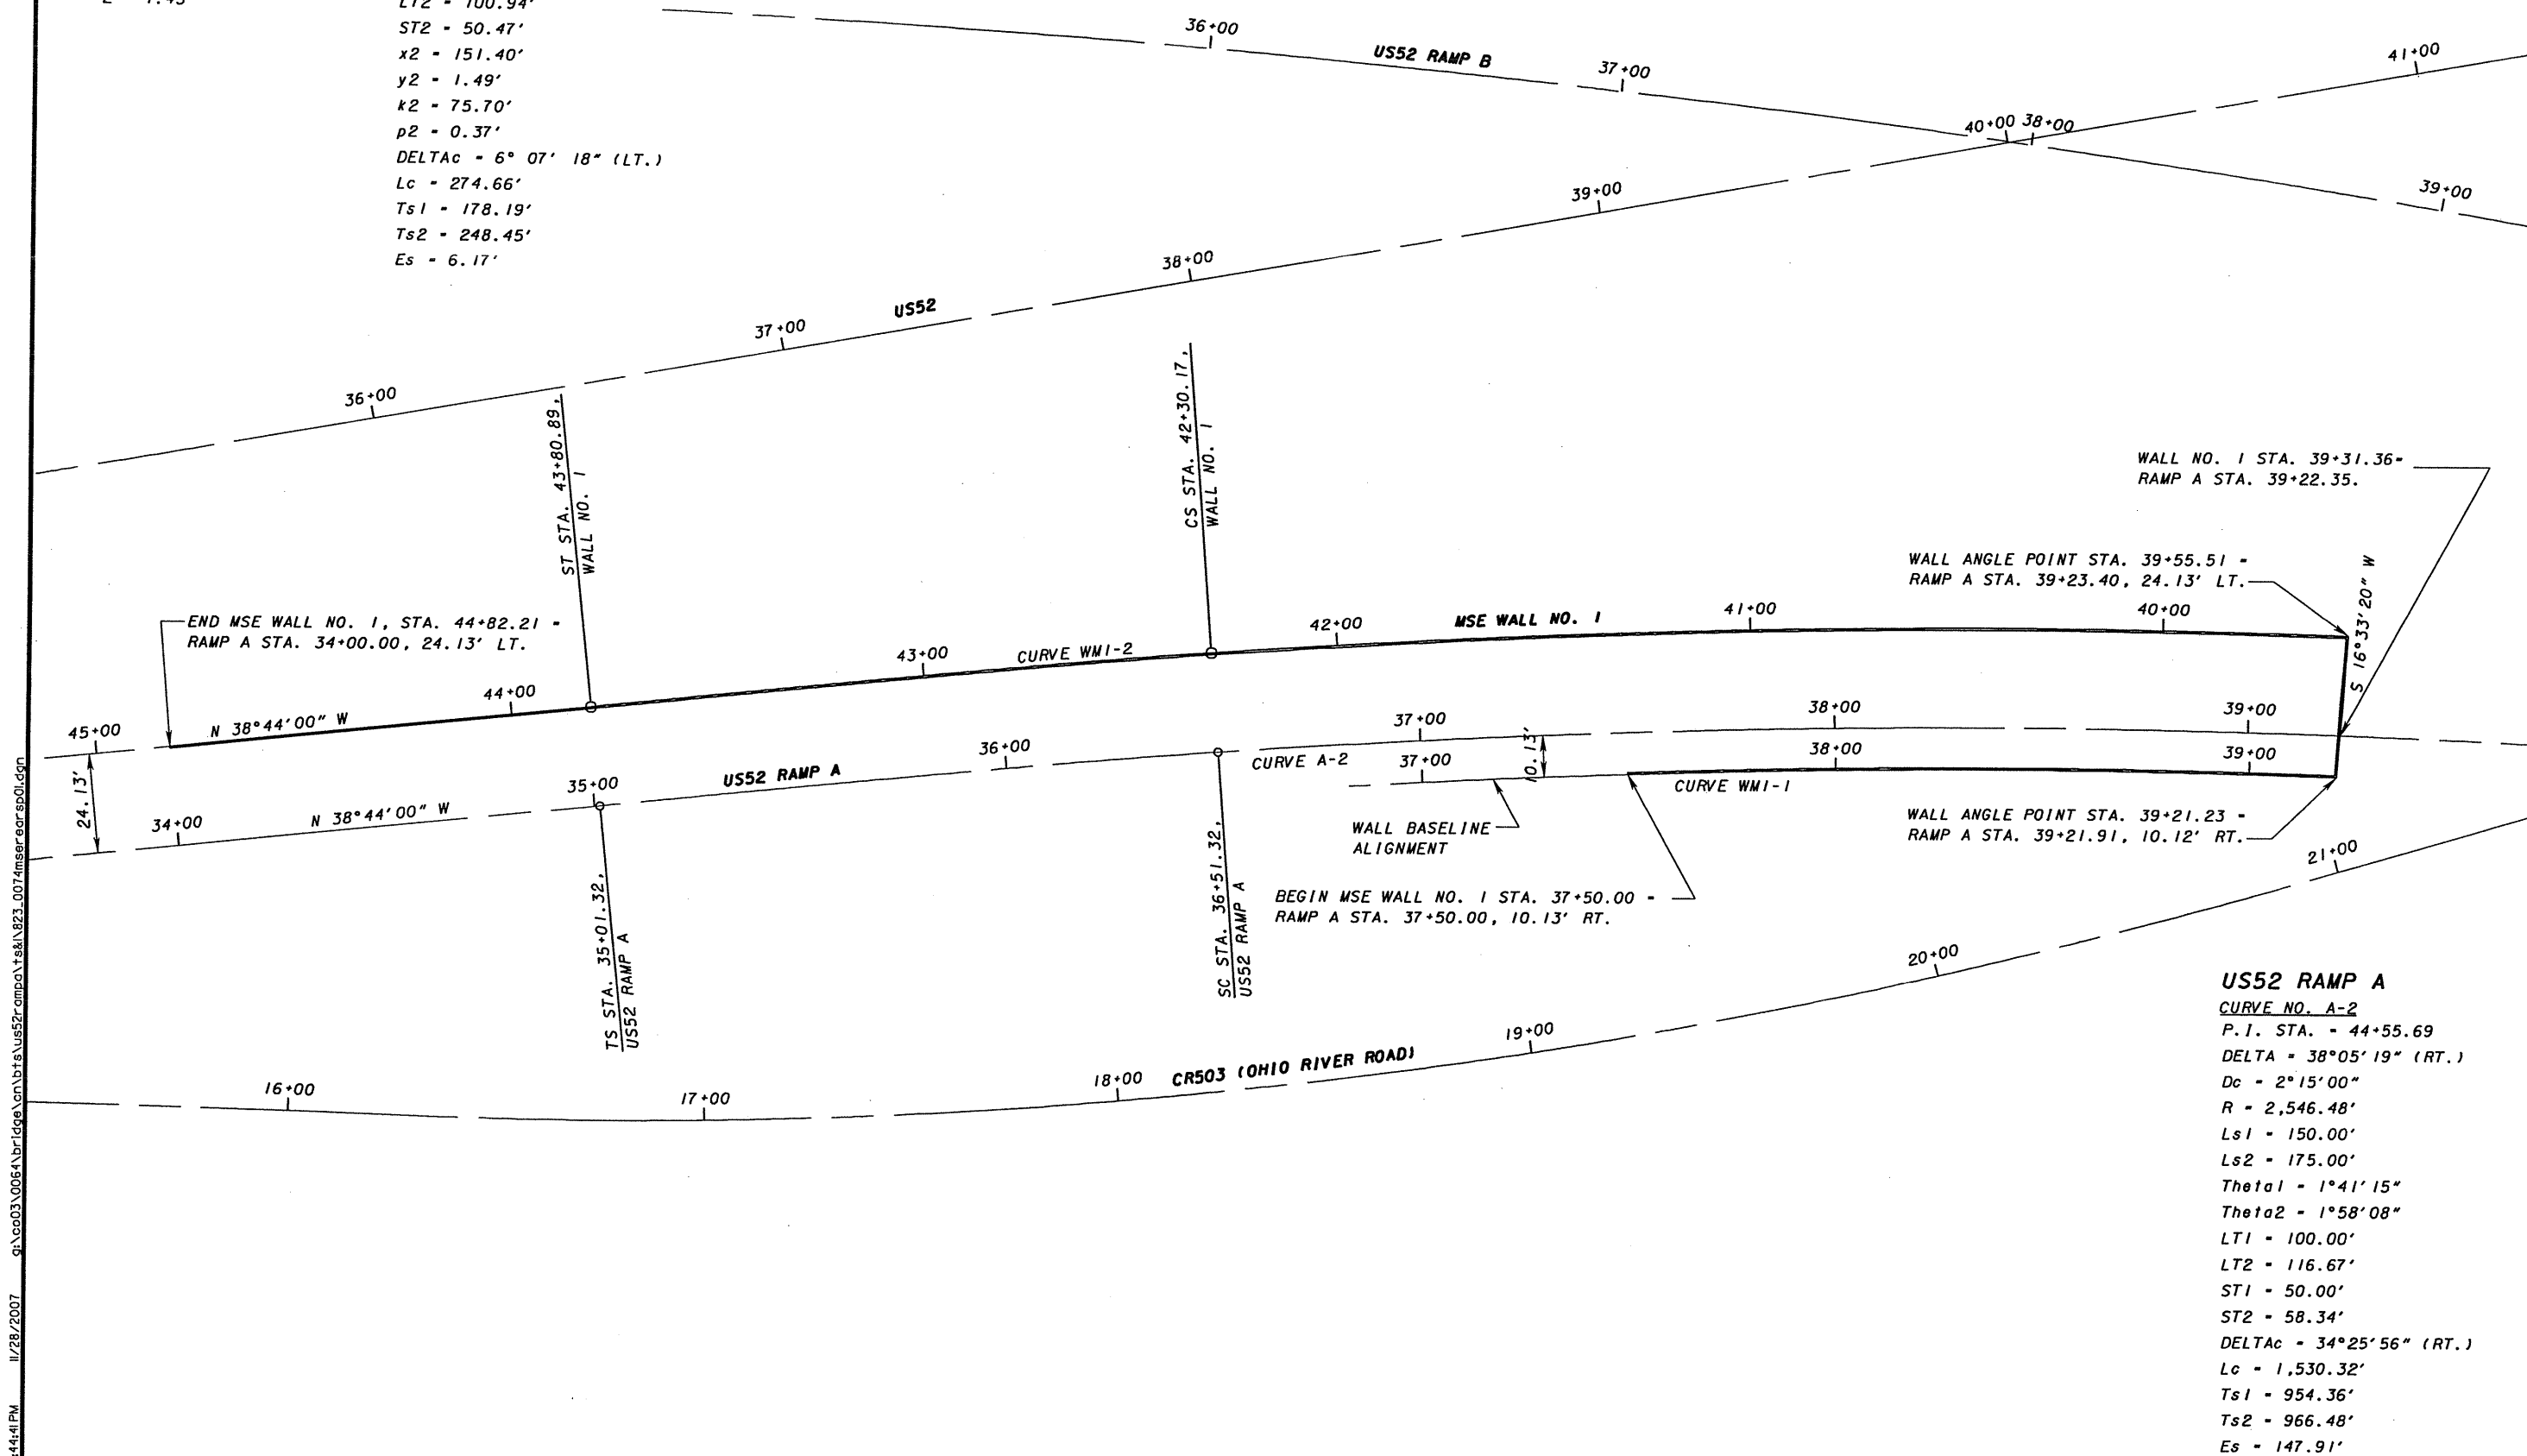 LT2 = 100.94'
ST2 = 50.47'
x2 = 151.40'
y2 = 1.49'
k2 = 75.70'
p2 = 0.37'
DELTAc = 6° 07' 18" (LT.)
Lc = 274.66'
Ts1 = 178.19'
Ts2 = 248.45'
Es = 6.17'
36+00
US52 RAMP B
37+00
40+00 38+00
41+00
39+00
36+00
37+00
US52
38+00
39+00
ST STA. 43+80.89,
WALL NO. 1
CS STA. 42+30.17,
WALL NO. 1
WALL NO. 1 STA. 39+31.36=
RAMP A STA. 39+22.35.
WALL ANGLE POINT STA. 39+55.51 =
RAMP A STA. 39+23.40, 24.13' LT.
S 16°33'20" W
END MSE WALL NO. 1, STA. 44+82.21 =
RAMP A STA. 34+00.00, 24.13' LT.
45+00
N 38°44'00" W
44+00
43+00
CURVE WM1-2
42+00
MSE WALL NO. 1
41+00
40+00
24.13'
34+00
N 38°44'00" W
35+00
US52 RAMP A
36+00
CURVE A-2
37+00
38+00
39+00
37+00
10.13'
38+00
39+00
CURVE WM1-1
WALL BASELINE
ALIGNMENT
WALL ANGLE POINT STA. 39+21.23 =
RAMP A STA. 39+21.91, 10.12' RT.
BEGIN MSE WALL NO. 1 STA. 37+50.00 =
RAMP A STA. 37+50.00, 10.13' RT.
TS STA. 35+01.32,
US52 RAMP A
SC STA. 36+51.32,
US52 RAMP A
16+00
17+00
18+00
CR503 (OHIO RIVER ROAD)
19+00
20+00
21+00
US52 RAMP A
CURVE NO. A-2
P.I. STA. = 44+55.69
DELTA = 38°05'19" (RT.)
Dc = 2°15'00"
R = 2,546.48'
Ls1 = 150.00'
Ls2 = 175.00'
Theta1 = 1°41'15"
Theta2 = 1°58'08"
LT1 = 100.00'
LT2 = 116.67'
ST1 = 50.00'
ST2 = 58.34'
DELTAc = 34°25'56" (RT.)
Lc = 1,530.32'
Ts1 = 954.36'
Ts2 = 966.48'
Es = 147.91'
:44:41 PM 11/28/2007 g:\co03\0064\bridge\cn\bts\us52rampa\ts&l\823_0074mserearsp01.dgn